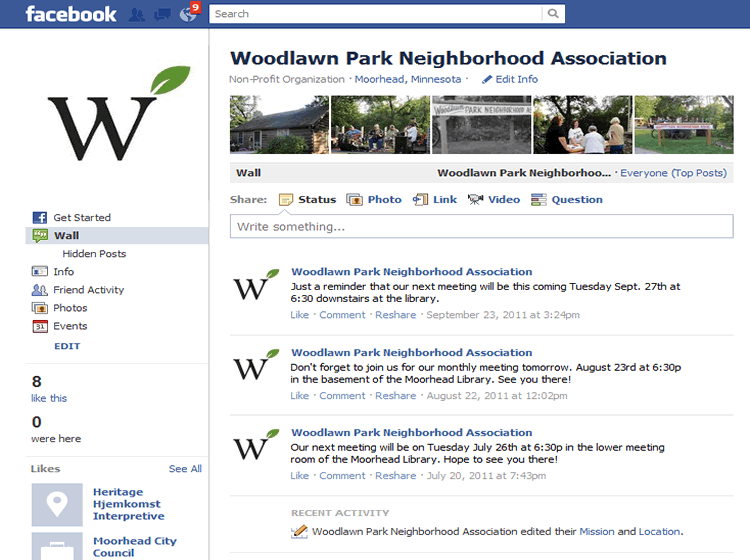 facebook
9
Search
W
Woodlawn Park Neighborhood Association
Non-Profit Organization · Moorhead, Minnesota · Edit Info
PARK NEIGHBORHOOD
Wall
Woodlawn Park Neighborhoo... · Everyone (Top Posts)
Share: Status Photo Link Video Question
Write something...
Get Started
Wall
Hidden Posts
Info
Friend Activity
Photos
31 Events
EDIT
8
like this
0
were here
Likes See All
Heritage
Hjemkomst
Interpretive
Moorhead City
Council
W
Woodlawn Park Neighborhood Association
Just a reminder that our next meeting will be this coming Tuesday Sept. 27th at
6:30 downstairs at the library.
Like · Comment · Reshare · September 23, 2011 at 3:24pm
W
Woodlawn Park Neighborhood Association
Don't forget to join us for our monthly meeting tomorrow. August 23rd at 6:30p
in the basement of the Moorhead Library. See you there!
Like · Comment · Reshare · August 22, 2011 at 12:02pm
W
Woodlawn Park Neighborhood Association
Our next meeting will be on Tuesday July 26th at 6:30p in the lower meeting
room of the Moorhead Library. Hope to see you there!
Like · Comment · Reshare · July 20, 2011 at 7:43pm
RECENT ACTIVITY
Woodlawn Park Neighborhood Association edited their Mission and Location.